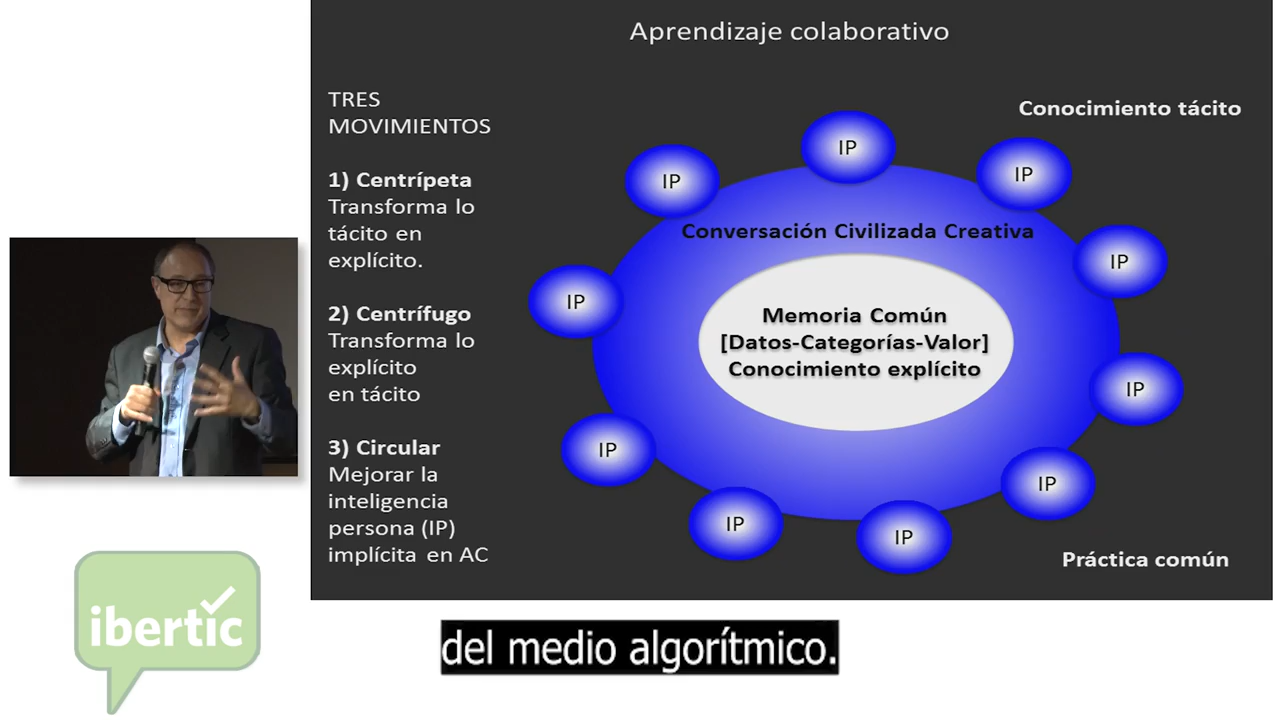 Aprendizaje colaborativo
TRES
MOVIMIENTOS
1) Centrípeta
Transforma lo
tácito en
explícito.
2) Centrífugo
Transforma lo
explícito
en tácito
3) Circular
Mejorar la
inteligencia
persona (IP)
implícita en AC
Conocimiento tácito
IP
IP
IP
IP
IP
IP
IP
IP
IP
IP
Conversación Civilizada Creativa
Memoria Común
[Datos-Categorías-Valor]
Conocimiento explícito
Práctica común
ibertic
del medio algorítmico.